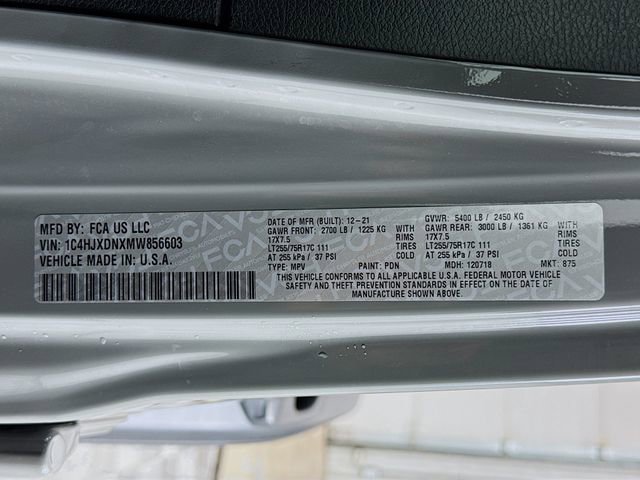 MFD BY: FCA US LLC
VIN: 1C4HJXDNXMW856603
VEHICLE MADE IN: U.S.A.
DATE OF MFR (BUILT): 12-21 GVWR: 5400 LB / 2450 KG
GAWR FRONT: 2700 LB / 1225 KG WITH GAWR REAR: 3000 LB / 1361 KG WITH
17X7.5 RIMS 17X7.5 RIMS
LT255/75R17C 111 TIRES LT255/75R17C 111 TIRES
AT 255 kPa / 37 PSI COLD AT 255 kPa / 37 PSI COLD
TYPE: MPV PAINT: PDN MDH: 120718 MKT: 875
THIS VEHICLE CONFORMS TO ALL APPLICABLE U.S.A. FEDERAL MOTOR VEHICLE
SAFETY AND THEFT PREVENTION STANDARDS IN EFFECT ON THE DATE OF
MANUFACTURE SHOWN ABOVE.